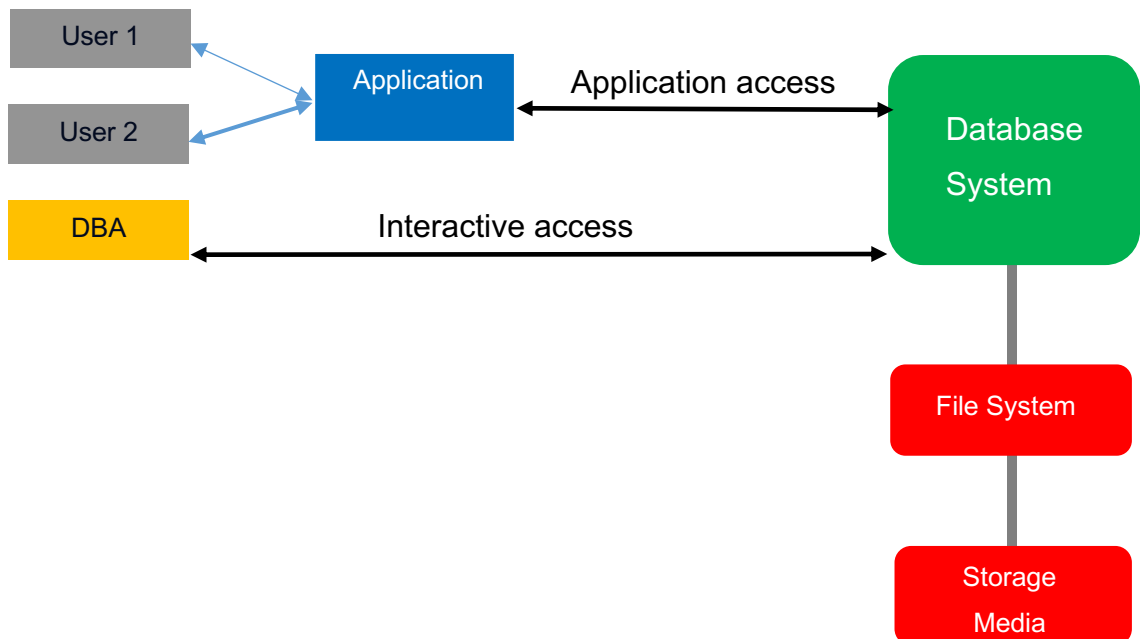 User 1
Application
Application access
User 2
Database
System
DBA
Interactive access
File System
Storage
Media